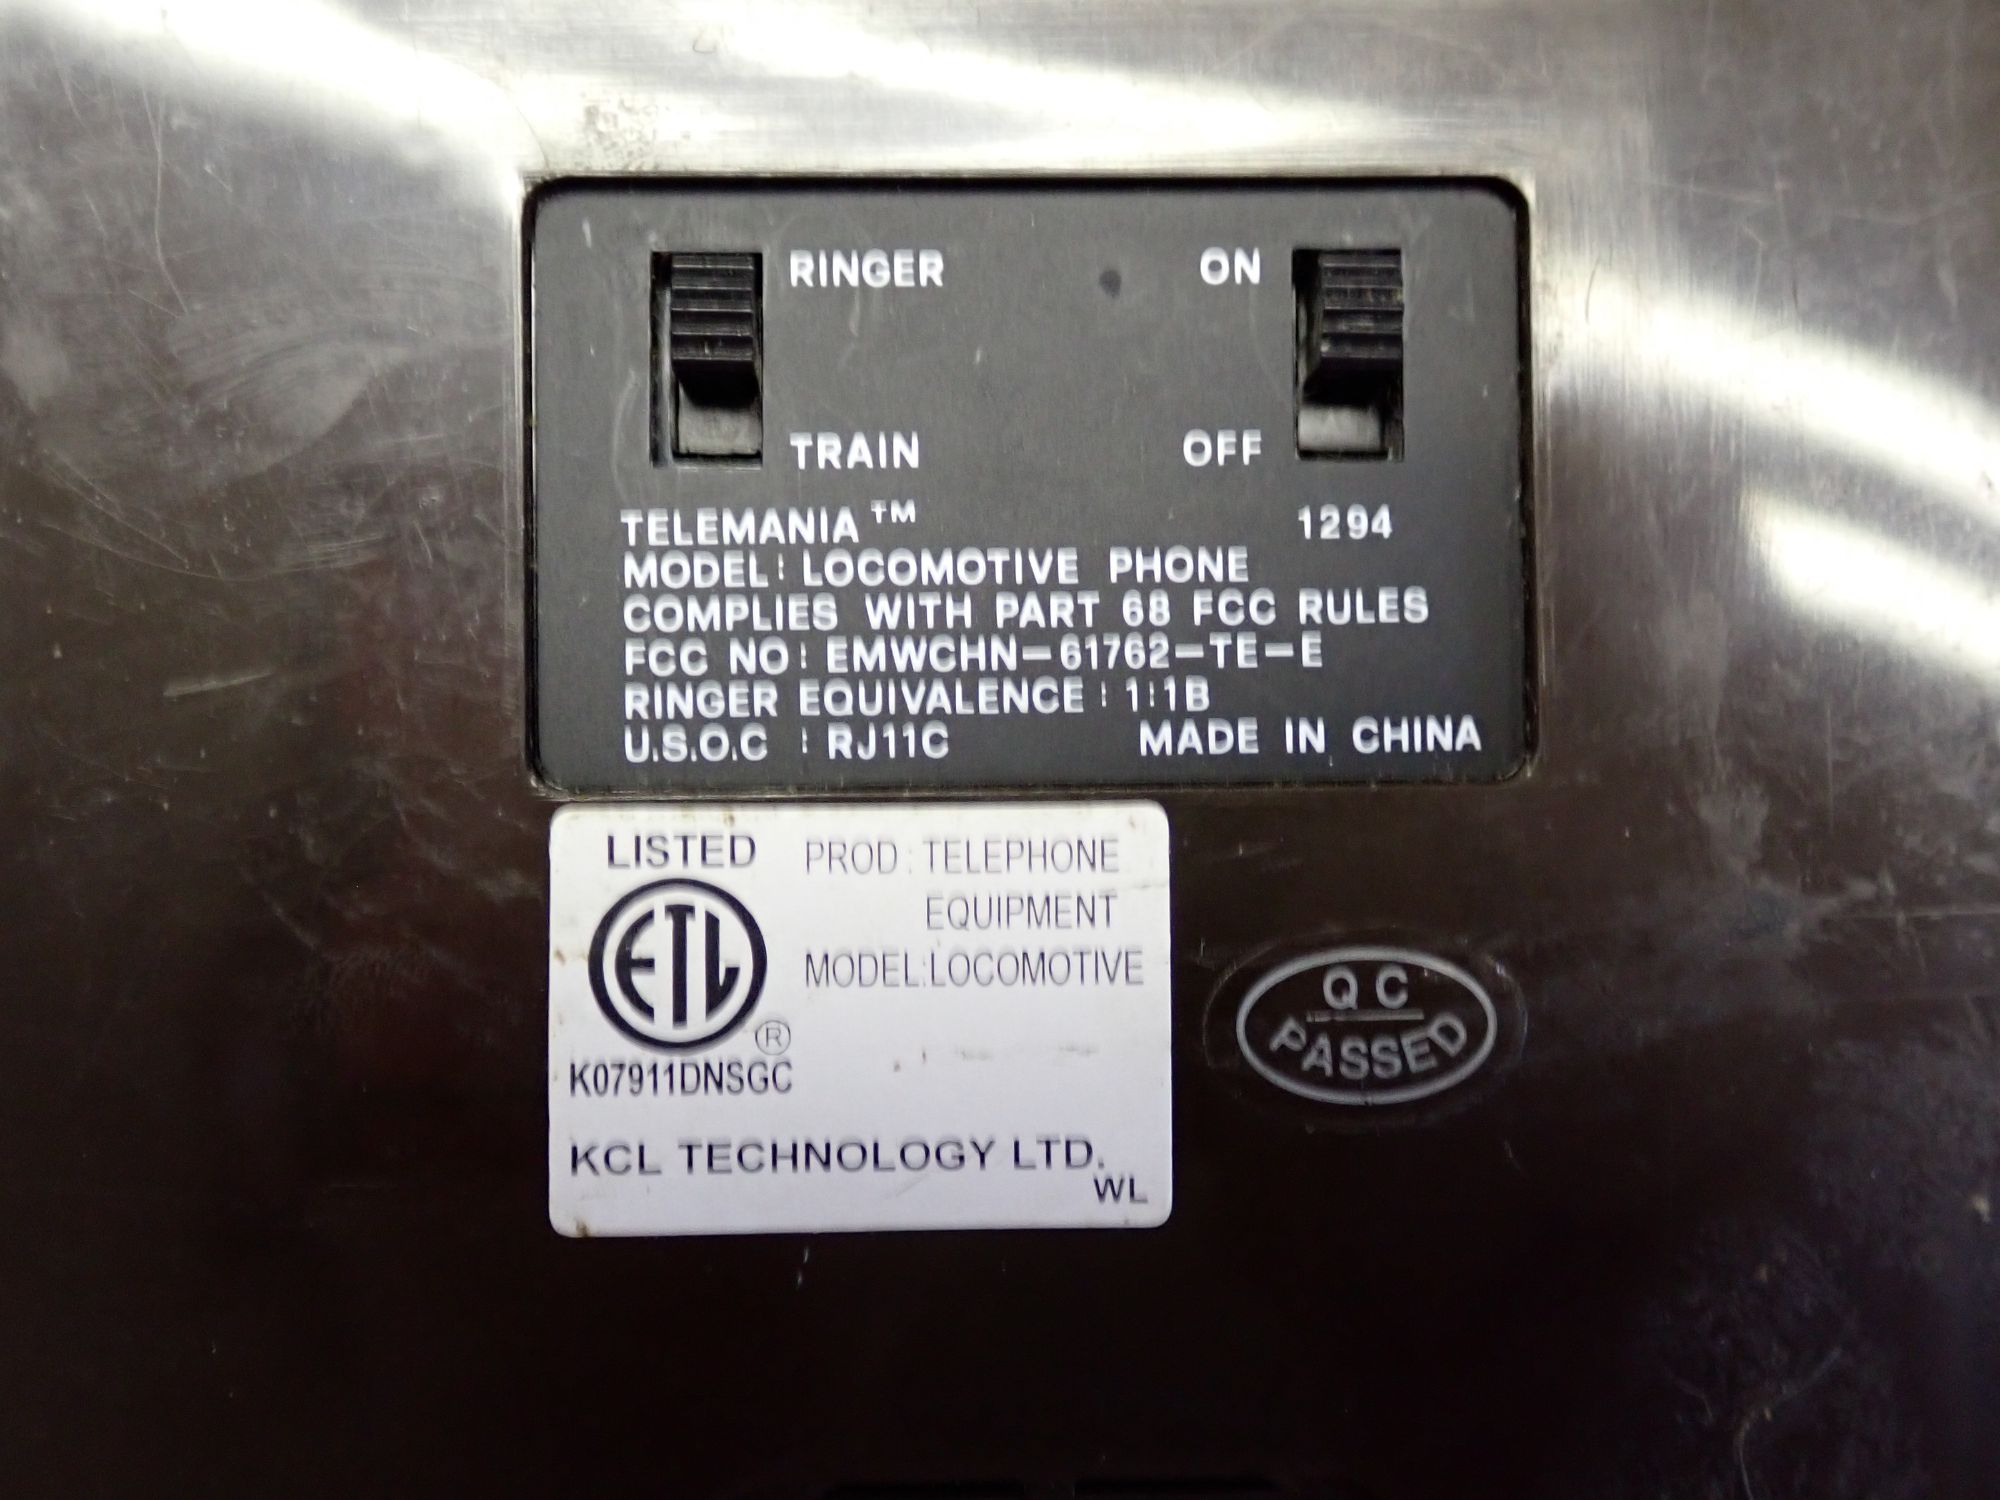 RINGER ON
TRAIN OFF
TELEMANIA™ 1294
MODEL: LOCOMOTIVE PHONE
COMPLIES WITH PART 68 FCC RULES
FCC NO: EMWCHN-61762-TE-E
RINGER EQUIVALENCE: 1:1B
U.S.O.C : RJ11C MADE IN CHINA
LISTED
ETL
®
K07911DNSGC
PROD: TELEPHONE
EQUIPMENT
MODEL:LOCOMOTIVE
KCL TECHNOLOGY LTD.
WL
QC
PASSED